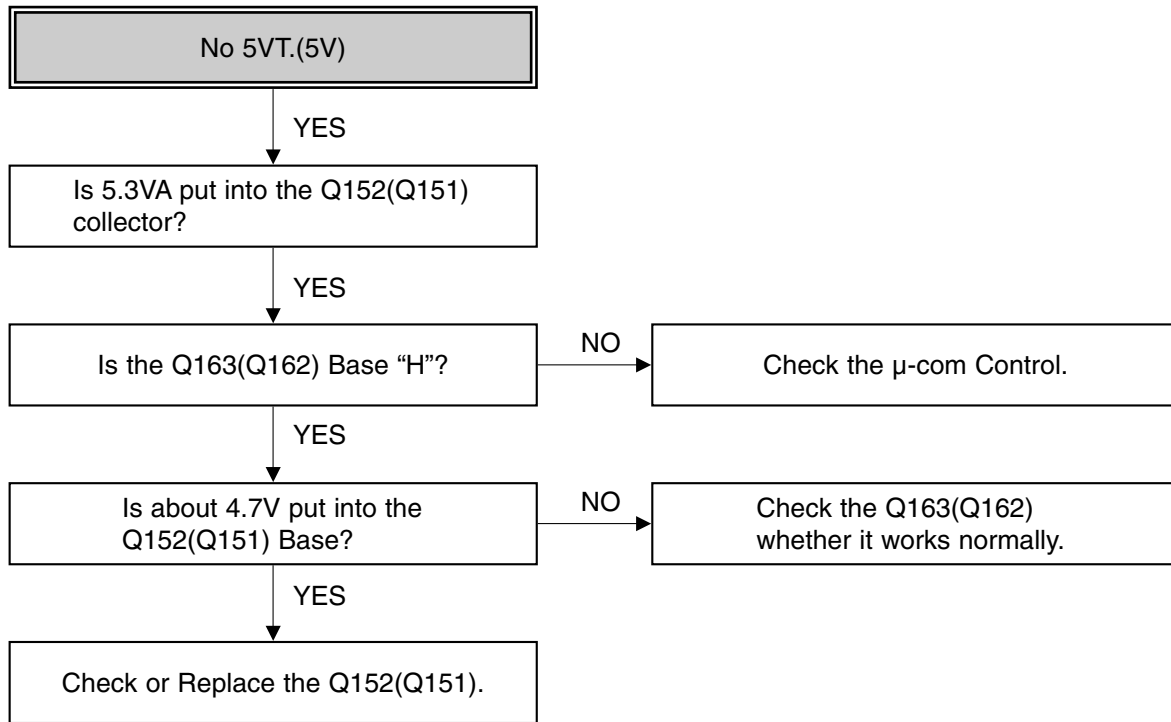 No 5VT.(5V)
YES
Is 5.3VA put into the Q152(Q151)
collector?
YES
Is the Q163(Q162) Base “H”?
NO
Check the µ-com Control.
YES
Is about 4.7V put into the
Q152(Q151) Base?
NO
Check the Q163(Q162)
whether it works normally.
YES
Check or Replace the Q152(Q151).